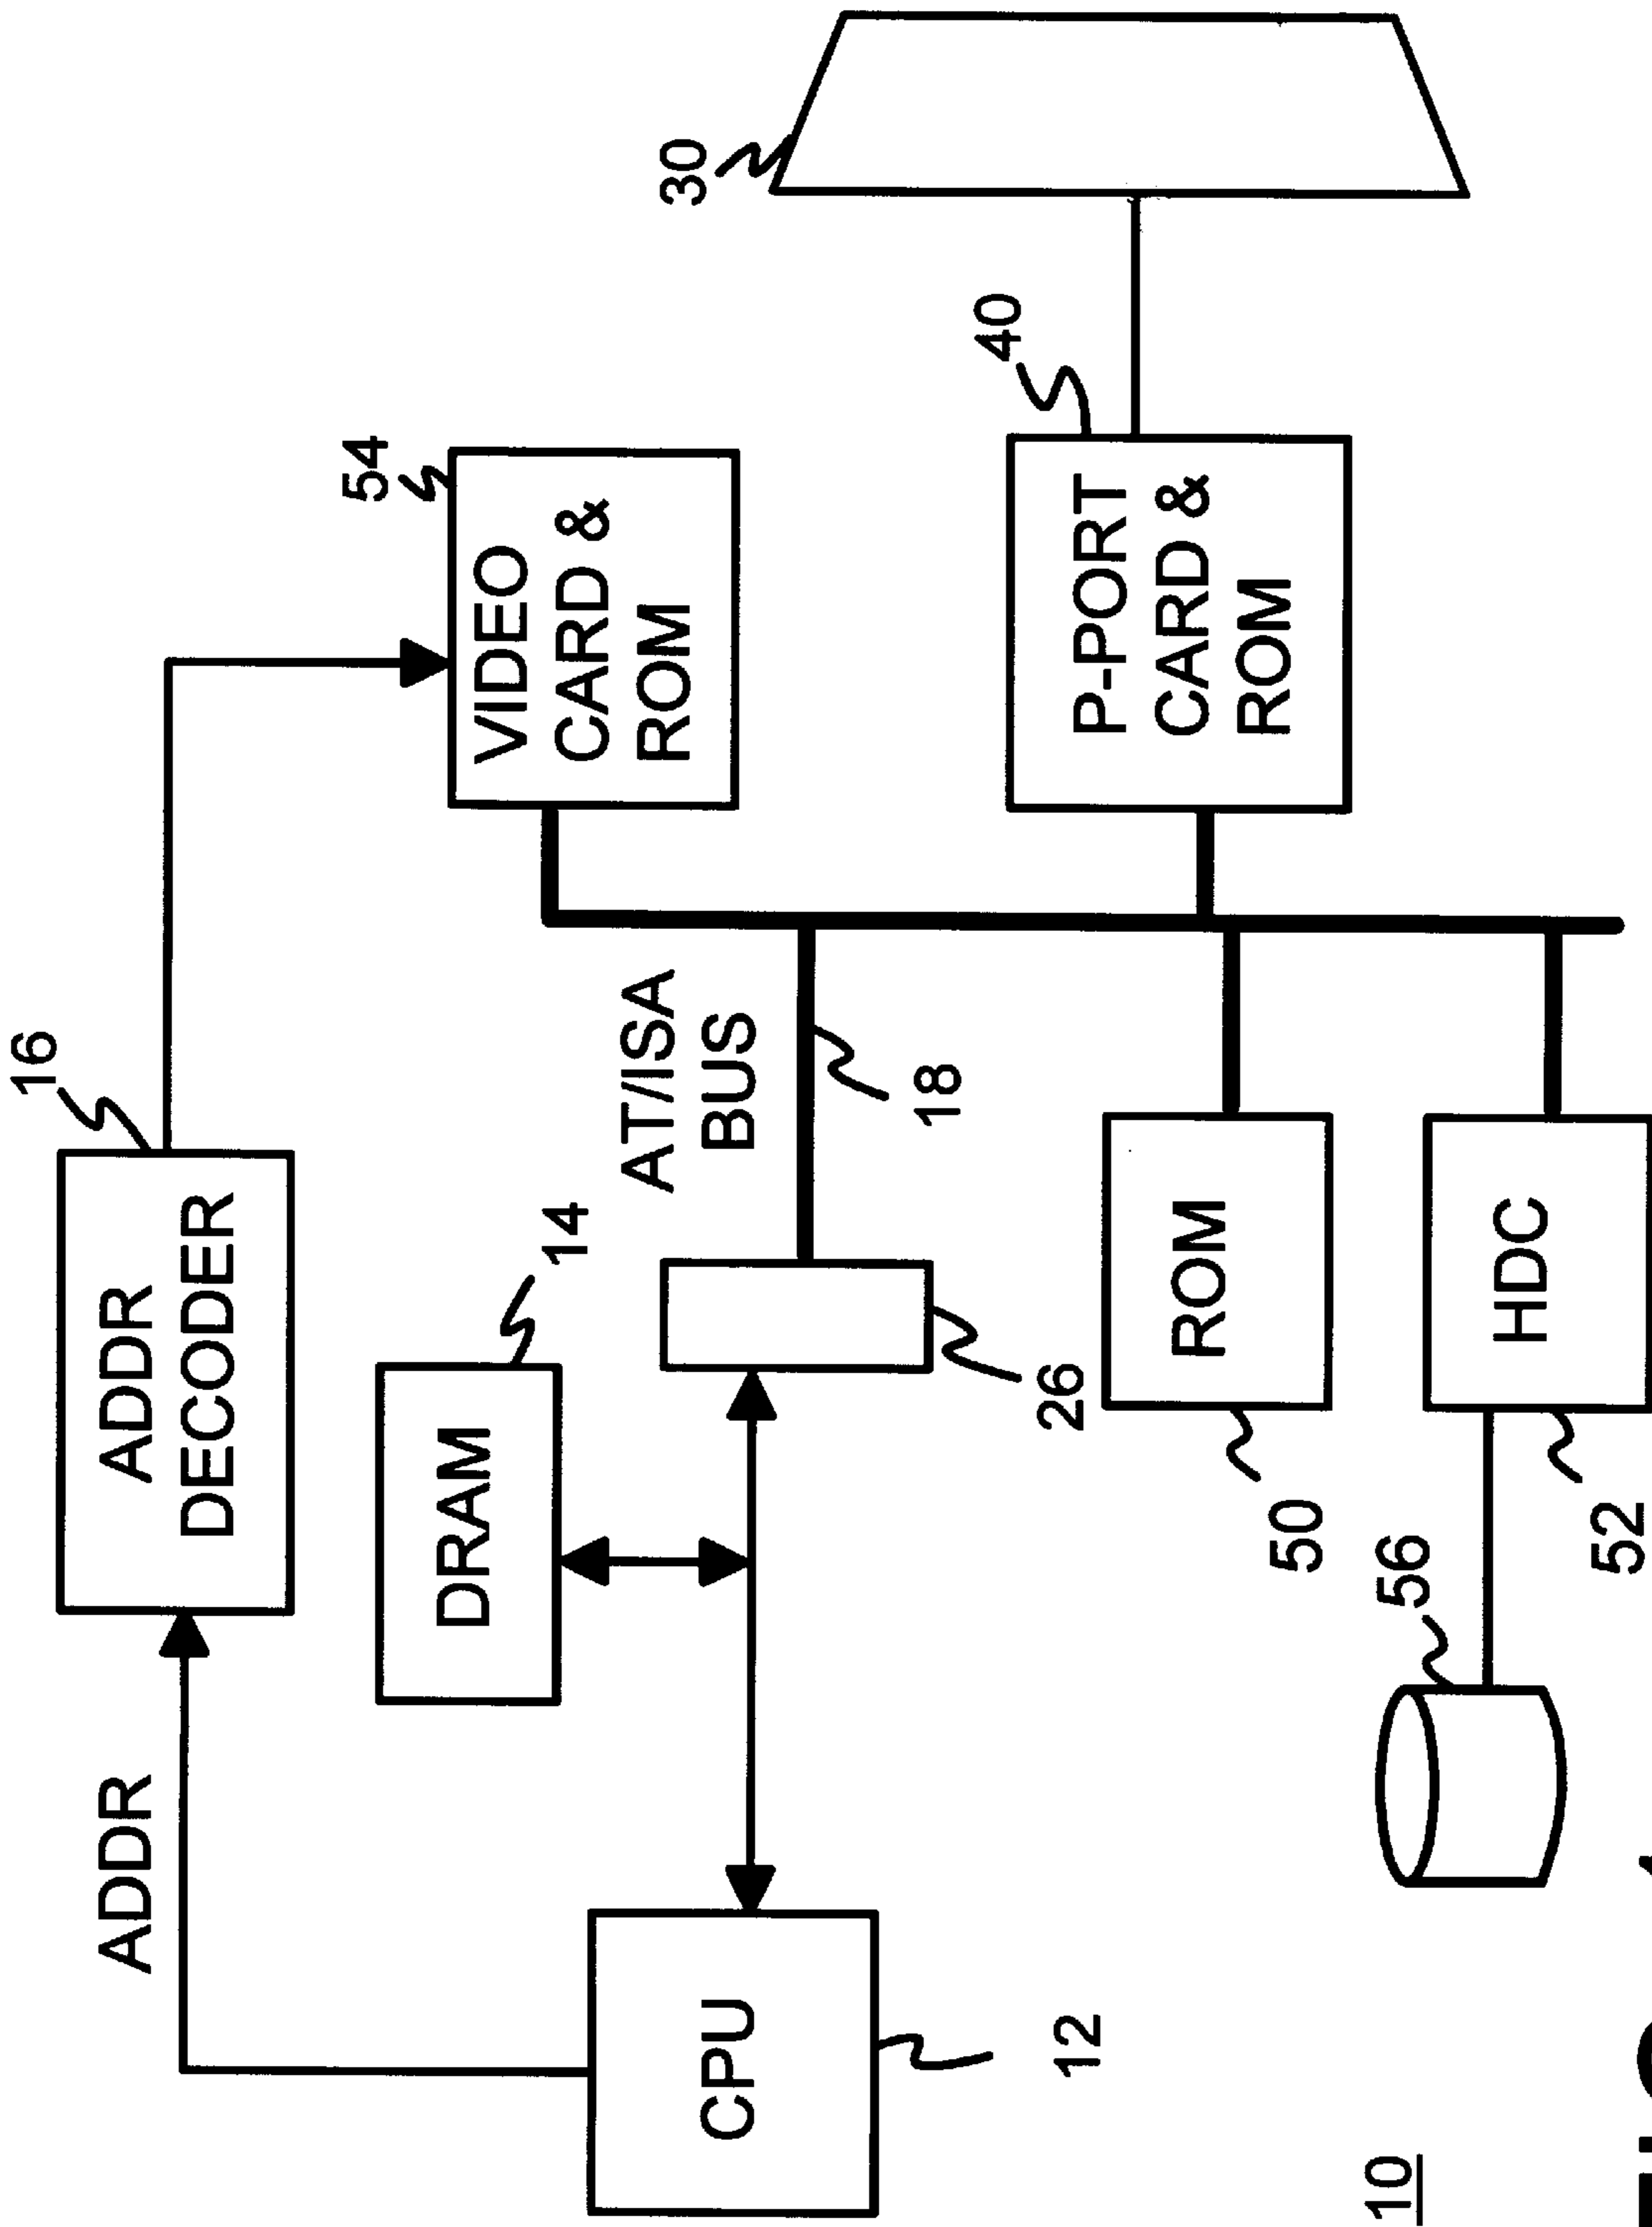 16
ADDR
ADDR
DECODER
54
14
DRAM
VIDEO
CARD &
ROM
30
AT/ISA
BUS
CPU
18
40
26
12
P-PORT
CARD &
ROM
ROM
50
56
HDC
52
10